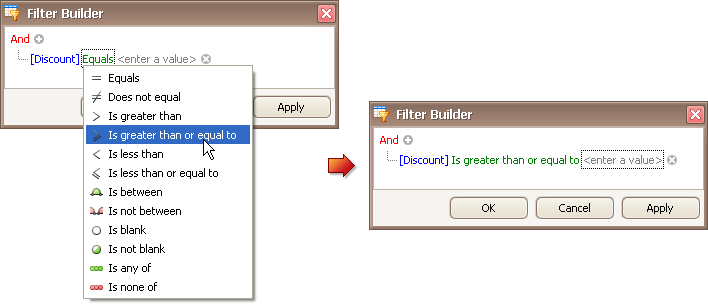 Filter Builder
And
[Discount] Equals <enter a value>
Apply
Equals
Does not equal
Is greater than
Is greater than or equal to
Is less than
Is less than or equal to
Is between
Is not between
Is blank
Is not blank
Is any of
Is none of
Filter Builder
And
[Discount] Is greater than or equal to <enter a value>
OK Cancel Apply